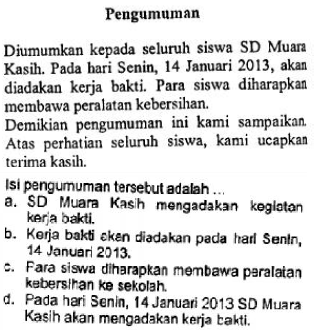 Pengumuman
Diumumkan kepada seluruh siswa SD Muara
Kasih. Pada hari Senin, 14 Januari 2013, akan
diadakan kerja bakti. Para siswa diharapkan
membawa peralatan kebersihan.
Demikian pengumuman ini kami sampaikan.
Atas perhatian seluruh siswa, kami ucapkan
terima kasih.
Isi pengumuman tersebut adalah ...
a. SD Muara Kasih mengadakan kegiatan
kerja bakti.
b. Kerja bakti akan diadakan pada hari Senin,
14 Januari 2013.
c. Para siswa diharapkan membawa peralatan
kebersihan ke sekolah.
d. Pada hari Senin, 14 Januari 2013 SD Muara
Kasih akan mengadakan kerja bakti.